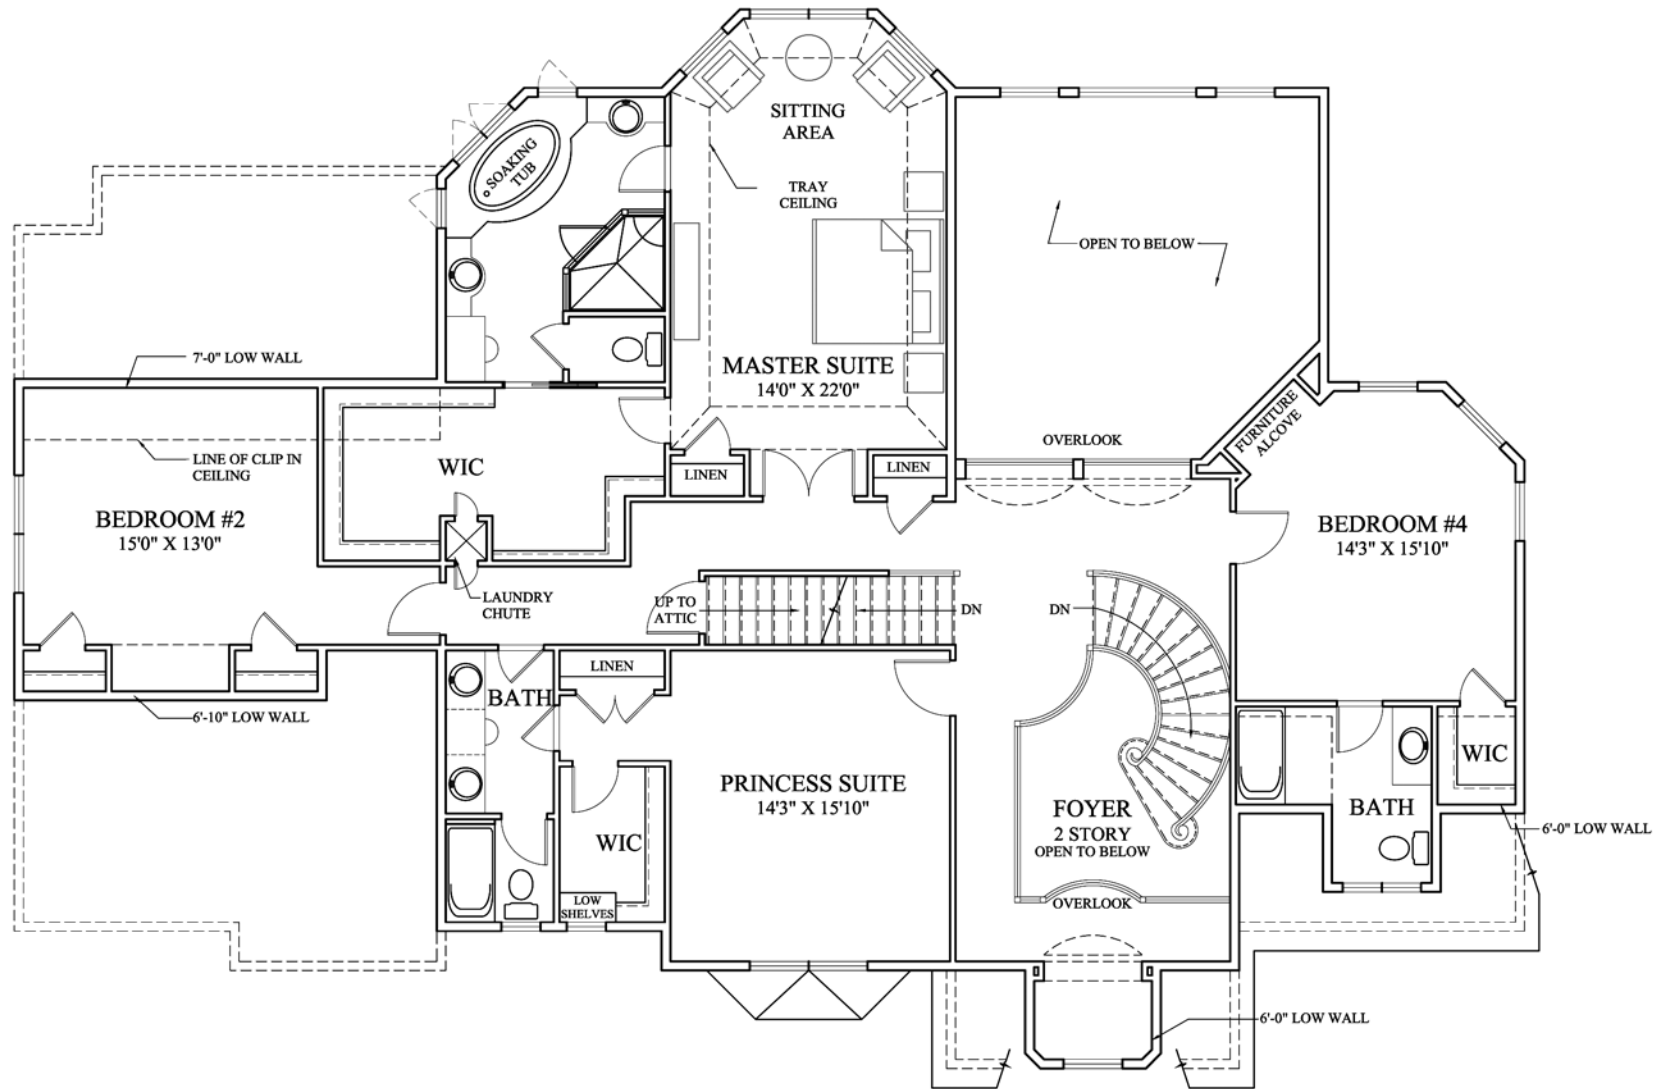 SITTING
AREA
SOAKING
TUB
TRAY
CEILING
OPEN TO BELOW
7'-0" LOW WALL
MASTER SUITE
14'0" X 22'0"
FURNITURE
ALCOVE
OVERLOOK
LINE OF CLIP IN
CEILING
WIC
LINEN
LINEN
BEDROOM #2
15'0" X 13'0"
BEDROOM #4
14'3" X 15'10"
LAUNDRY
CHUTE
UP TO
ATTIC
DN
DN
LINEN
BATH
6'-10" LOW WALL
PRINCESS SUITE
14'3" X 15'10"
WIC
FOYER
2 STORY
OPEN TO BELOW
BATH
WIC
6'-0" LOW WALL
LOW
SHELVES
OVERLOOK
6'-0" LOW WALL